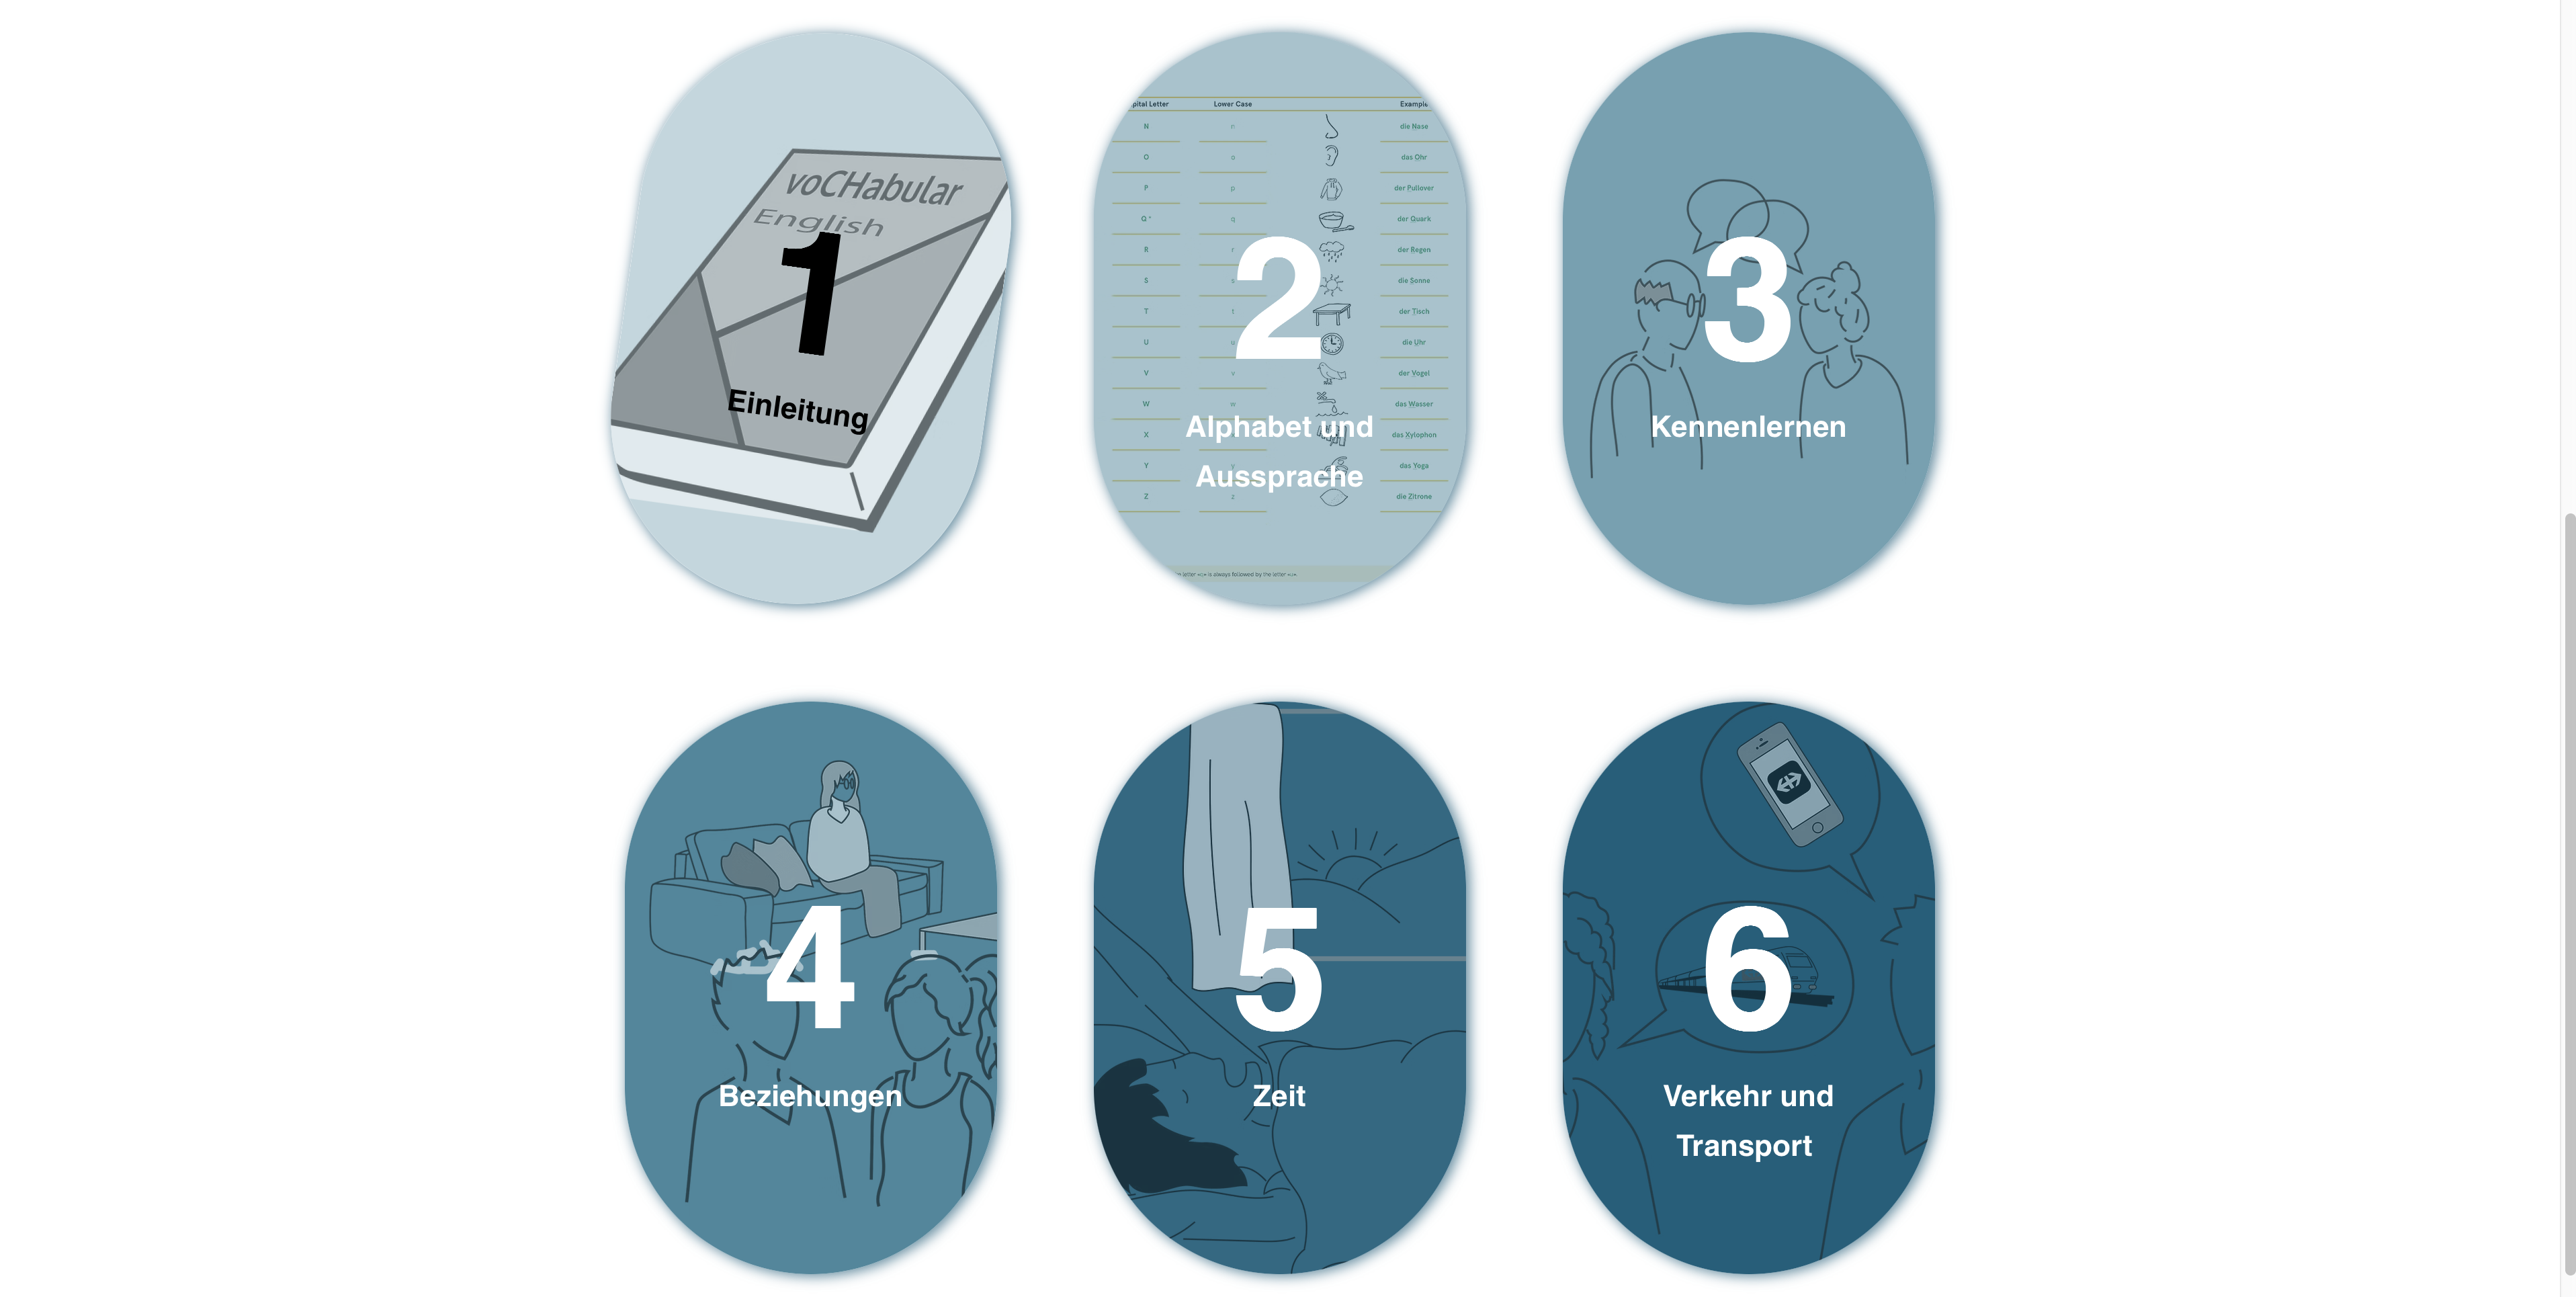 voCHabular
English
1
Einleitung
Capital Letter Lower Case Example
N n die Nase
O o das Ohr
P p der Pullover
Q * q der Quark
R r der Regen
S die Sonne
T t der Tisch
U u die Uhr
V v der Vogel
W w das Wasser
X das Xylophon
Y y das Yoga
Z z die Zitrone
letter «q» is always followed by the letter «u».
2
Alphabet und
Aussprache
3
Kennenlernen
4
Beziehungen
5
Zeit
6
Verkehr und
Transport